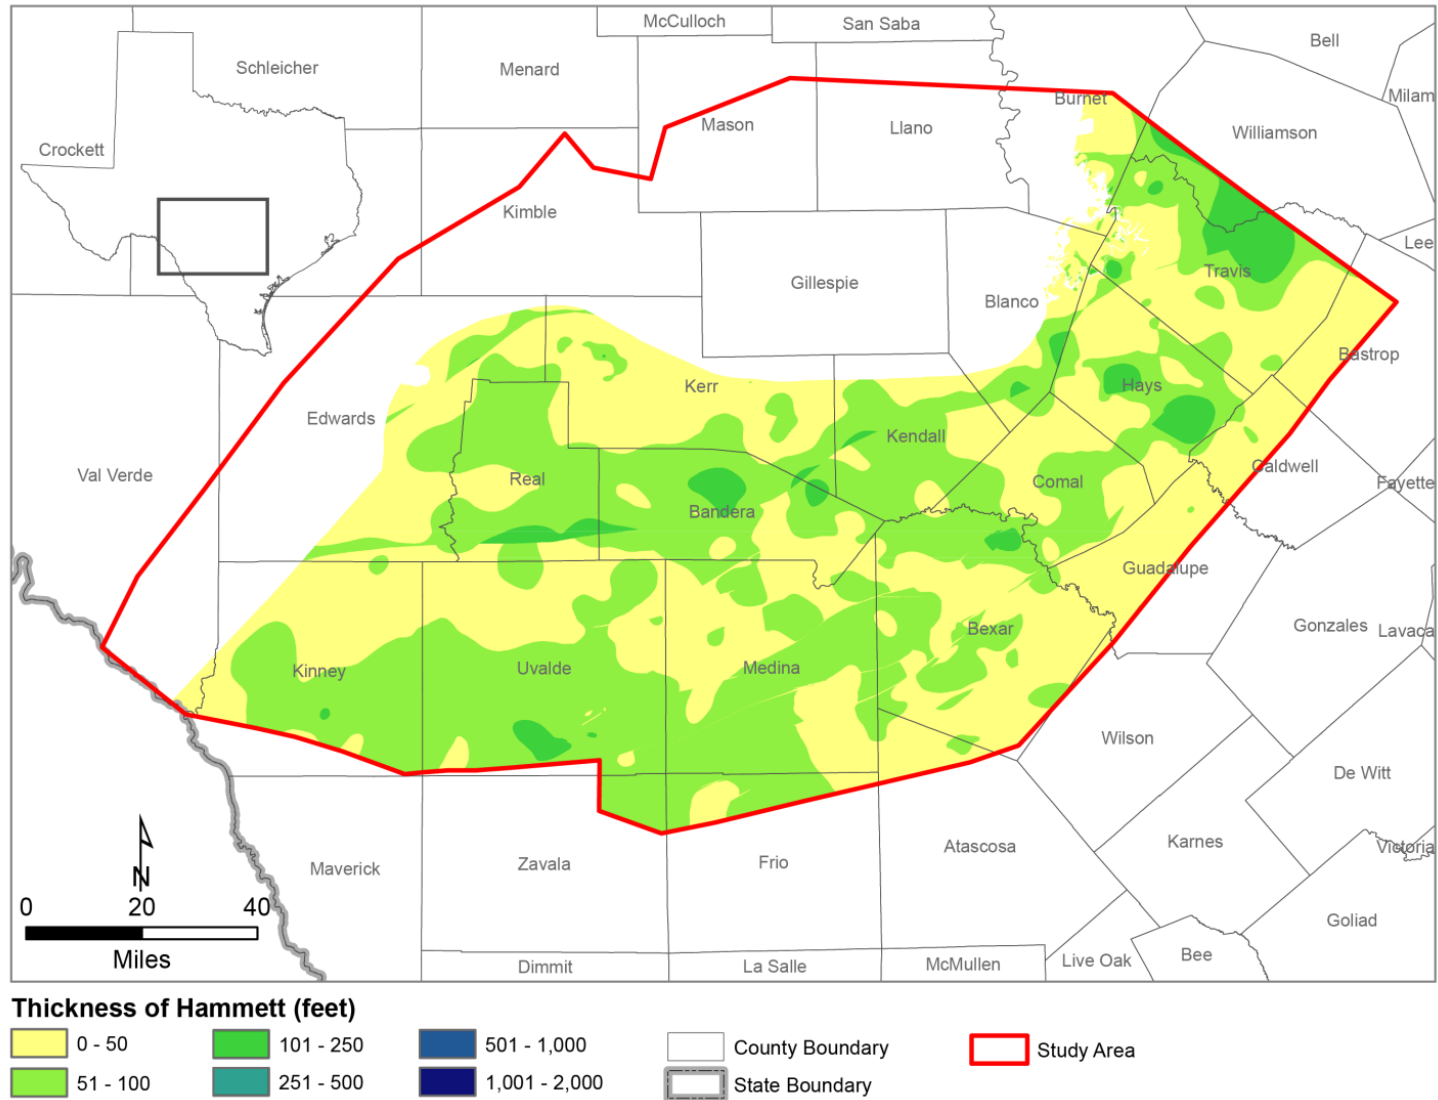 McCulloch
San Saba
Bell
Schleicher
Menard
Milam
Burnet
Mason
Llano
Williamson
Crockett
Kimble
Lee
Travis
Gillespie
Blanco
Bastrop
Kerr
Hays
Edwards
Kendall
Caldwell
Val Verde
Real
Comal
Fayette
Bandera
Guadalupe
Bexar
Gonzales
Lavaca
Kinney
Uvalde
Medina
Wilson
De Witt
Karnes
Victoria
Atascosa
Maverick
Zavala
Frio
N
0 20 40
Miles
Goliad
Dimmit
La Salle
McMullen
Live Oak
Bee
Thickness of Hammett (feet)
0 - 50
101 - 250
501 - 1,000
County Boundary
Study Area
51 - 100
251 - 500
1,001 - 2,000
State Boundary